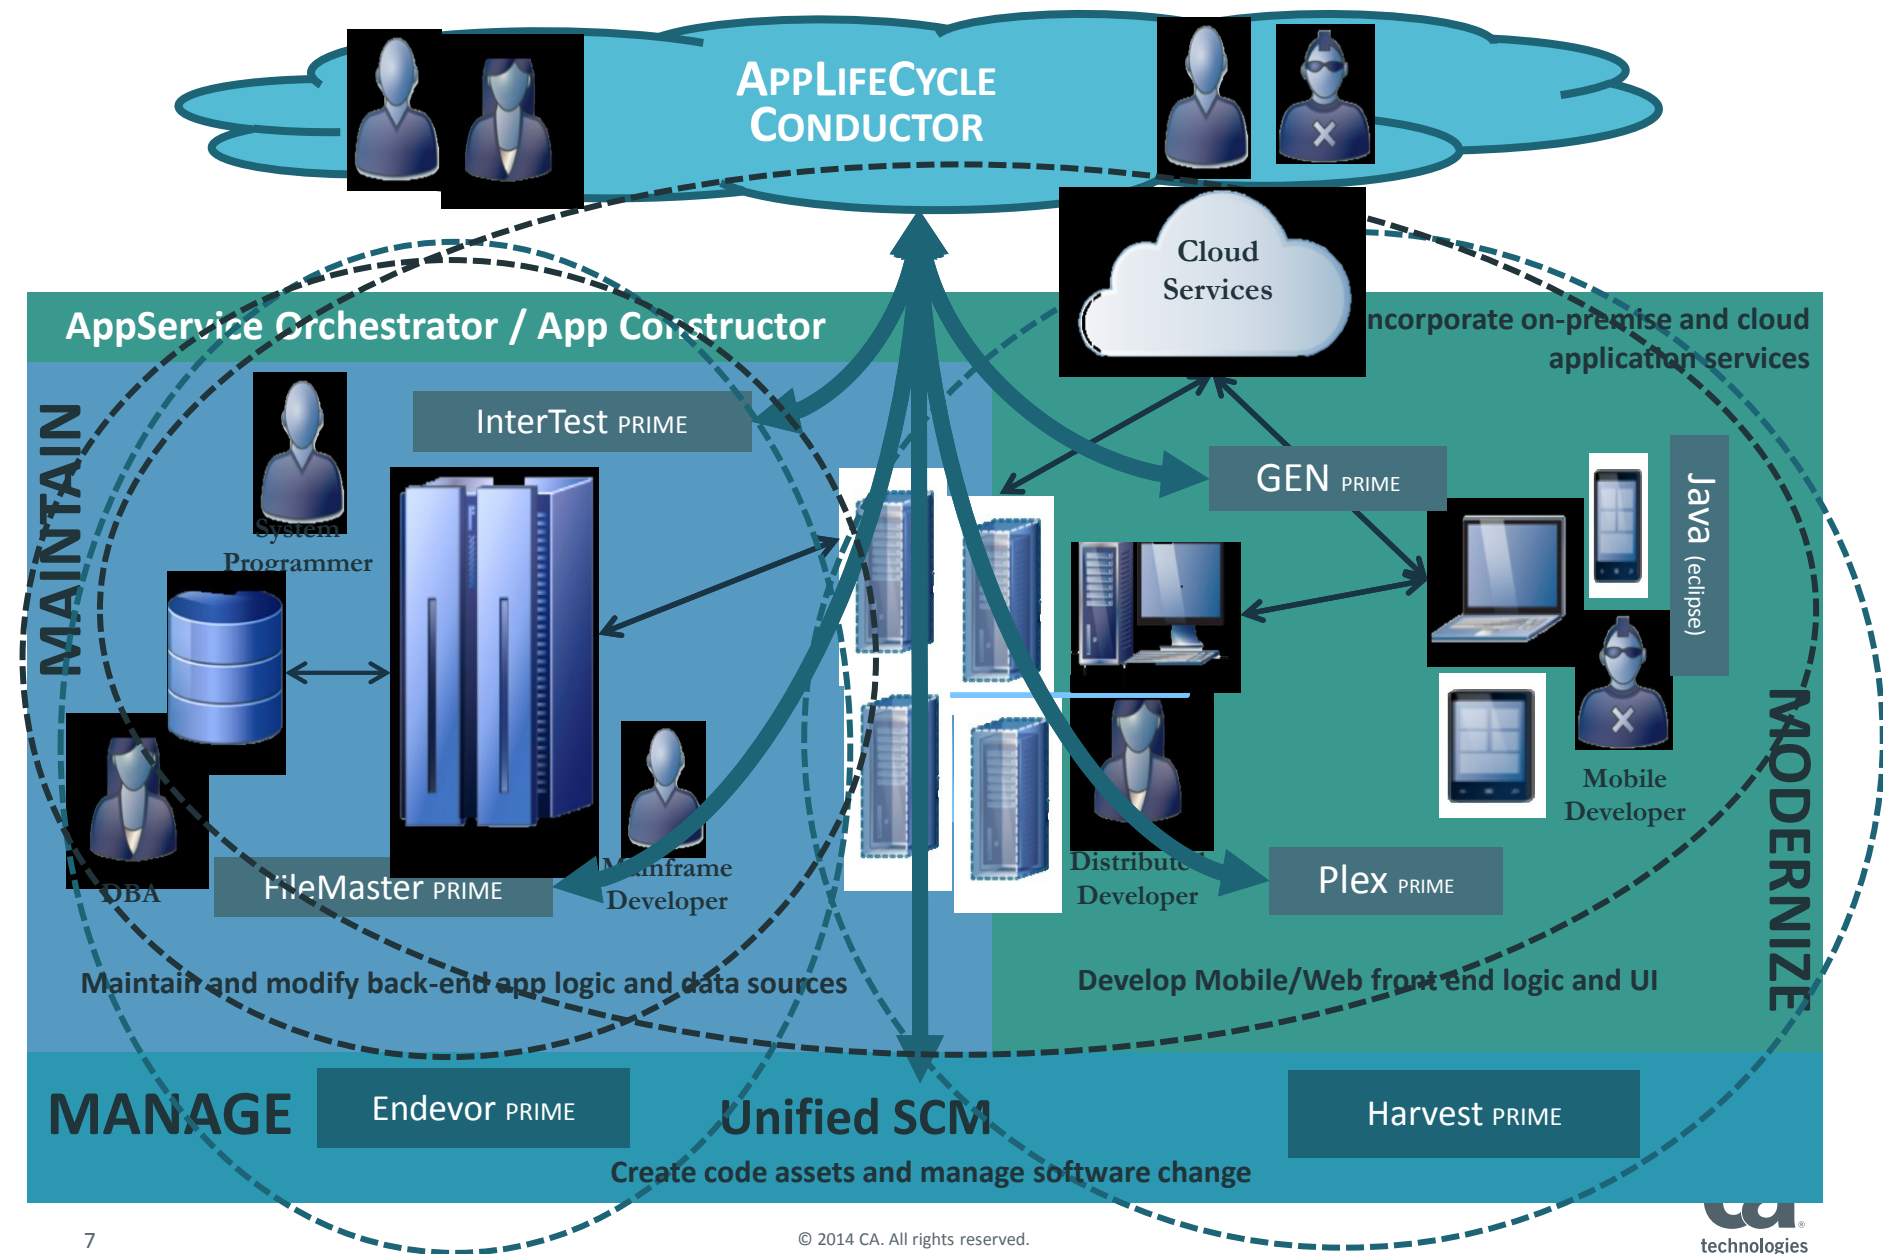 APPLIFECYCLE
CONDUCTOR
Cloud
Services
AppService Orchestrator / App Constructor
ncorporate on-premise and cloud
application services
MAINTAIN
InterTest PRIME
GEN PRIME
Java (eclipse)
System
Programmer
DBA
FileMaster PRIME
Mainframe
Developer
Distributed
Developer
Plex PRIME
Mobile
Developer
MODERNIZE
Maintain and modify back-end app logic and data sources
Develop Mobile/Web front end logic and UI
MANAGE
Endevor PRIME
Unified SCM
Harvest PRIME
Create code assets and manage software change
7
© 2014 CA. All rights reserved.
ca
technologies